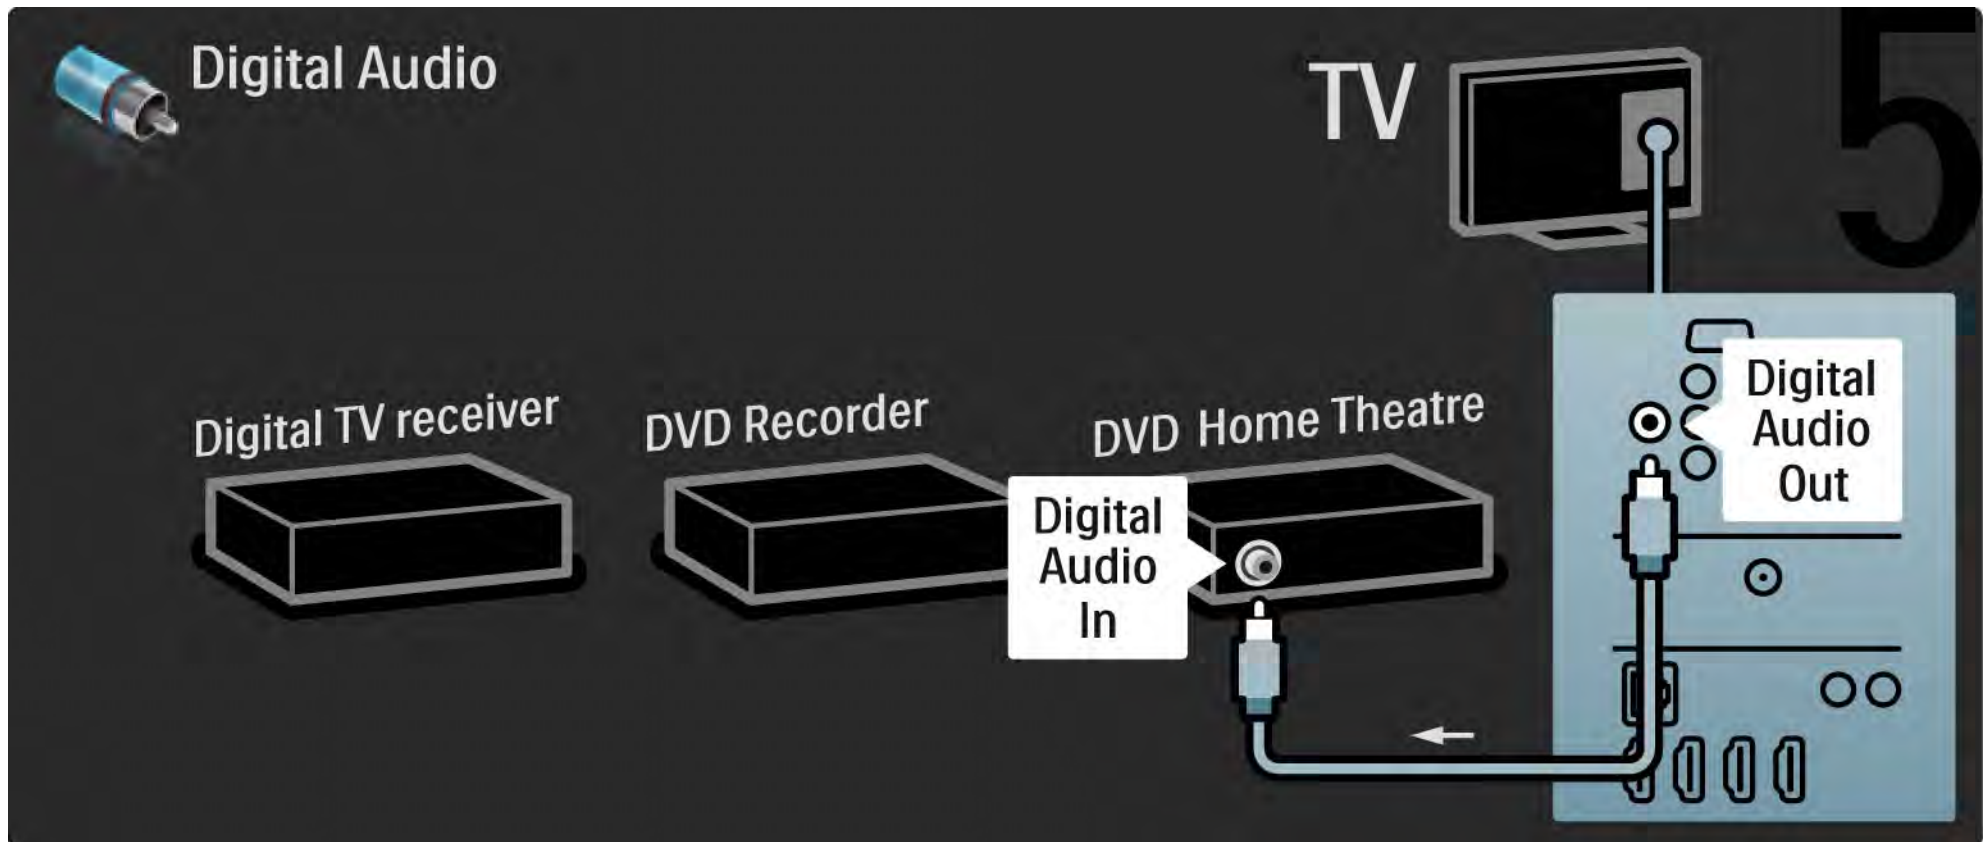 Digital Audio
TV
5
Digital TV receiver
DVD Recorder
DVD Home Theatre
Digital
Audio
Out
Digital
Audio
In